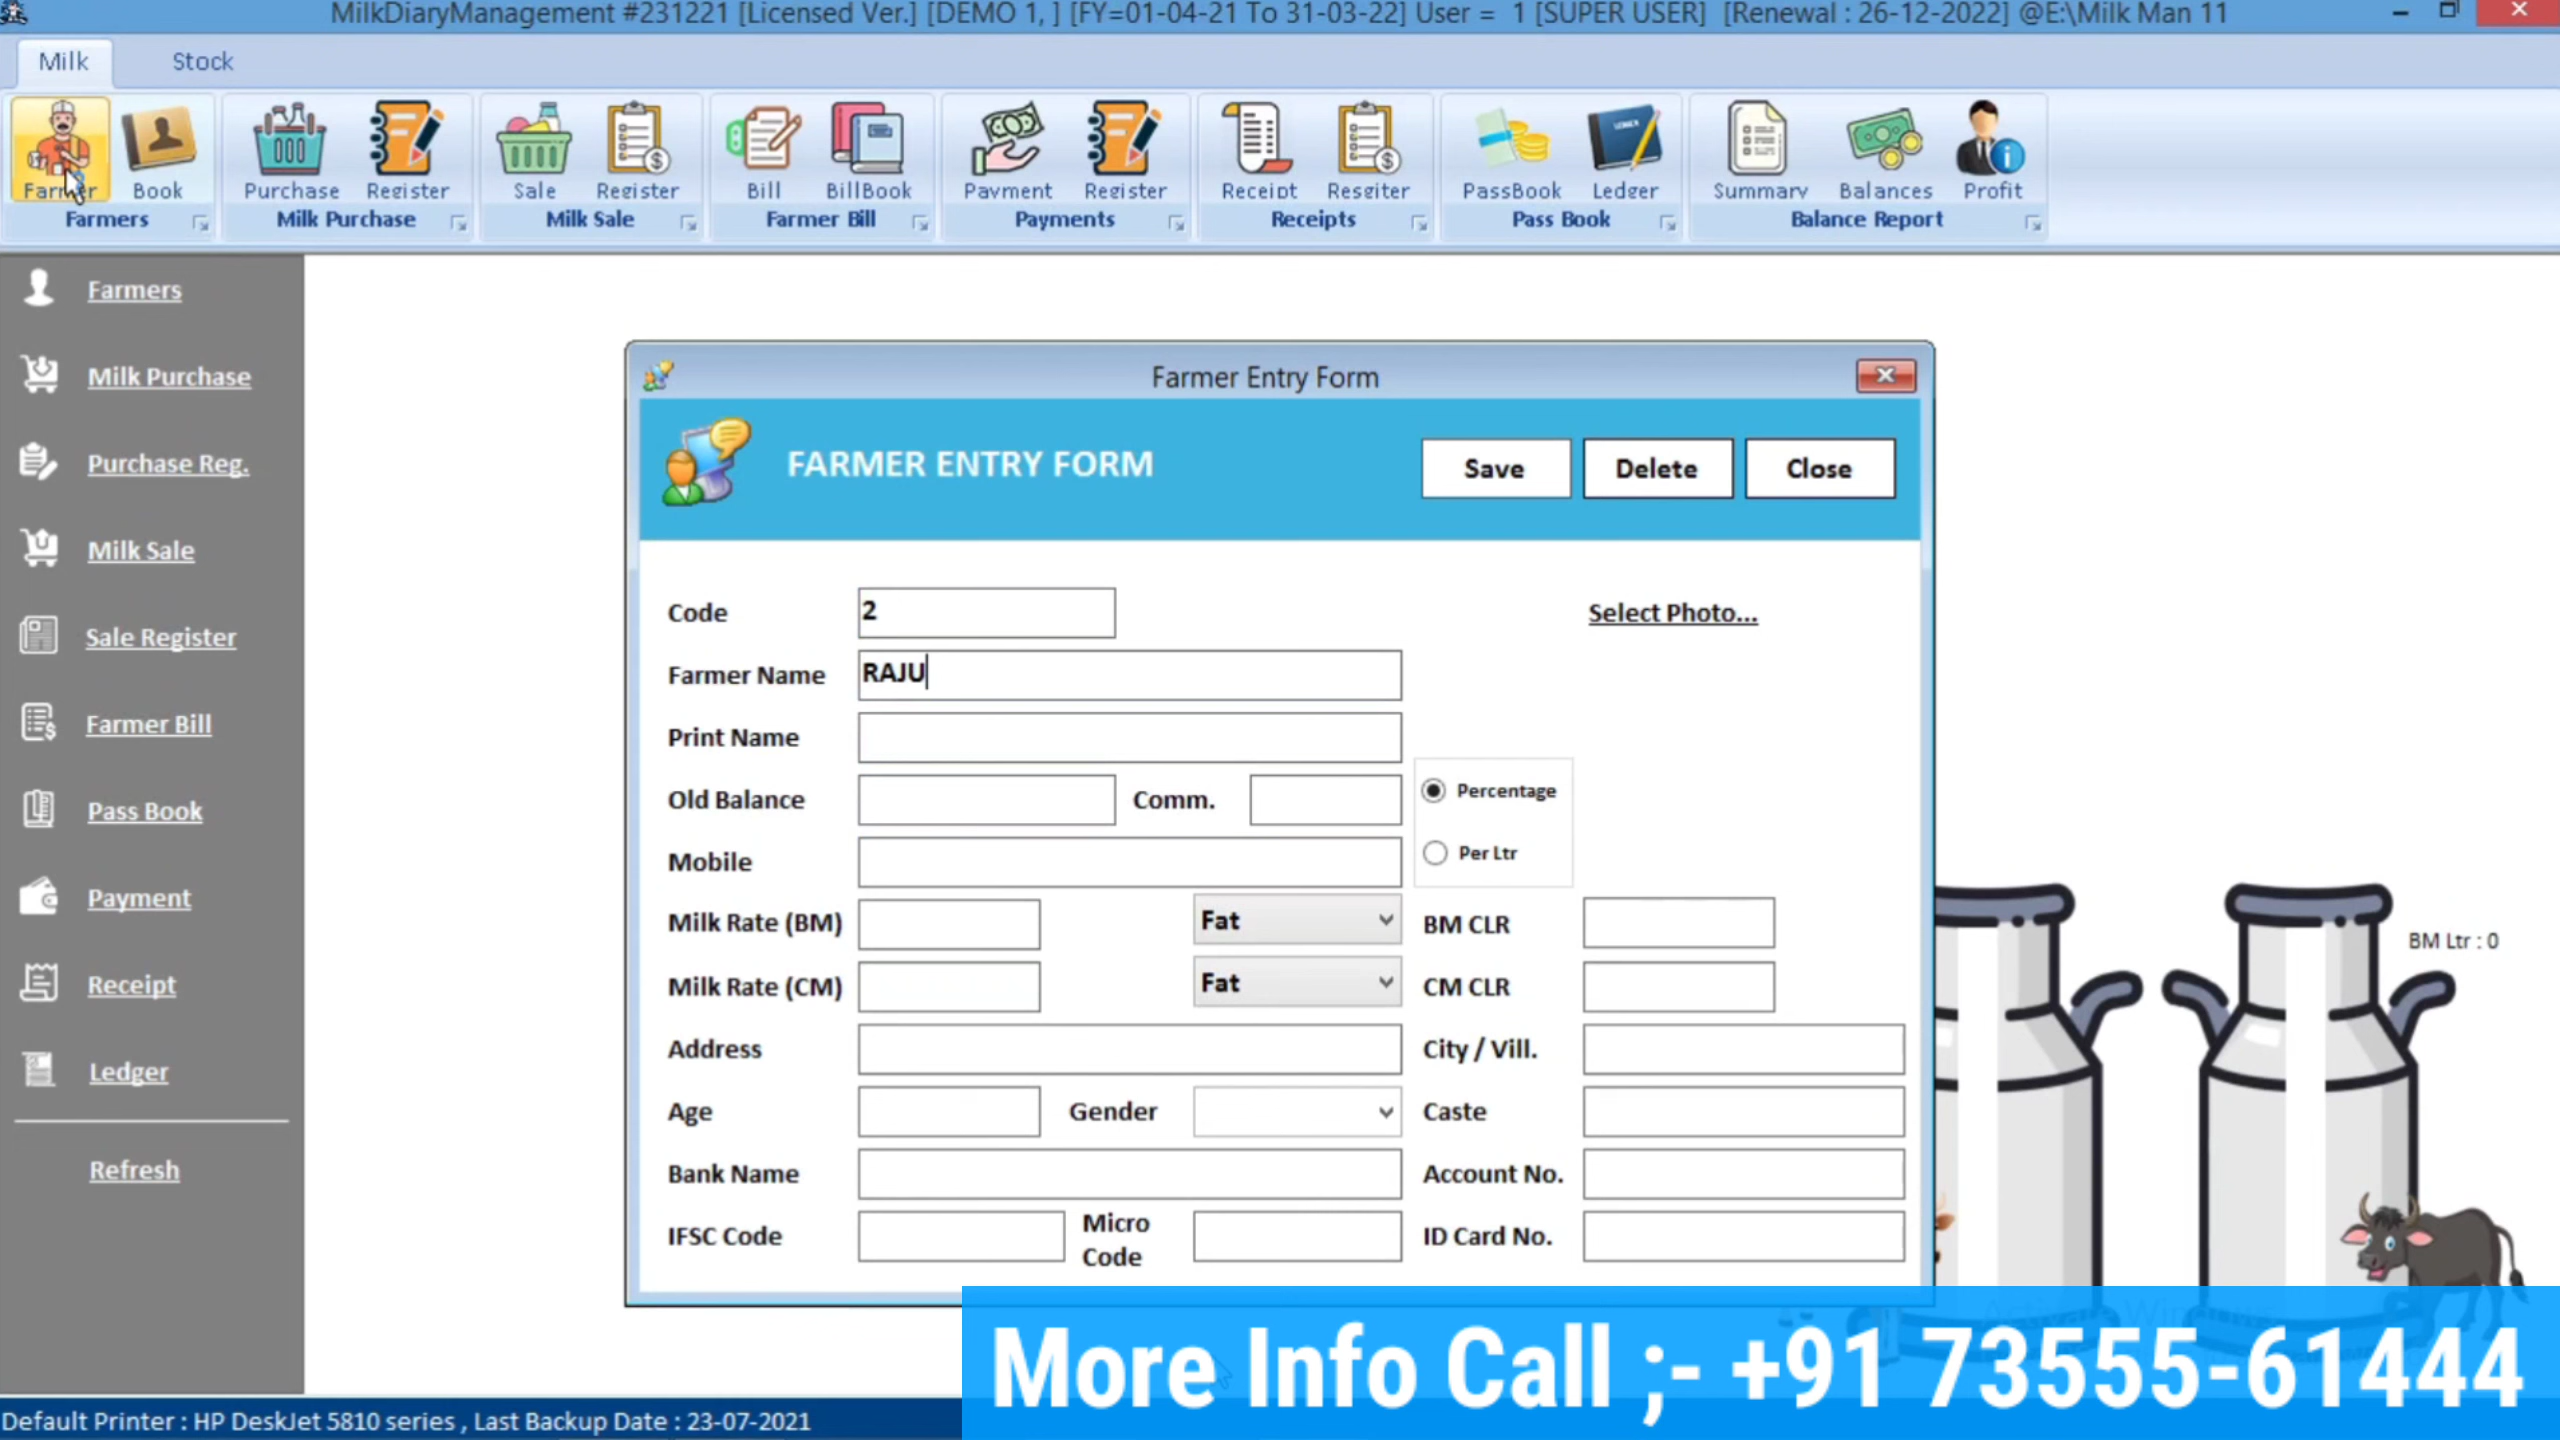 MilkDiaryManagement #231221 [Licensed Ver.] [DEMO 1, ] [FY=01-04-21 To 31-03-22] User = 1 [SUPER USER] [Renewal : 26-12-2022] @E:\Milk Man 11
Milk Stock
Farmer Book Purchase Register Sale Register Bill BillBook Payment Register Receipt Resgiter PassBook Ledger Summary Balances Profit
Farmers Milk Purchase Milk Sale Farmer Bill Payments Receipts Pass Book Balance Report
Farmers
Milk Purchase
Purchase Reg.
Milk Sale
Sale Register
Farmer Bill
Pass Book
Payment
Receipt
Ledger
Refresh
Farmer Entry Form
FARMER ENTRY FORM Save Delete Close
Code 2 Select Photo...
Farmer Name RAJU
Print Name
Old Balance Comm. Percentage
Mobile Per Ltr
Milk Rate (BM) Fat BM CLR
Milk Rate (CM) Fat CM CLR
Address City / Vill.
Age Gender Caste
Bank Name Account No.
IFSC Code Micro Code ID Card No.
BM Ltr : 0
More Info Call ;- +91 73555-61444
Default Printer : HP DeskJet 5810 series , Last Backup Date : 23-07-2021